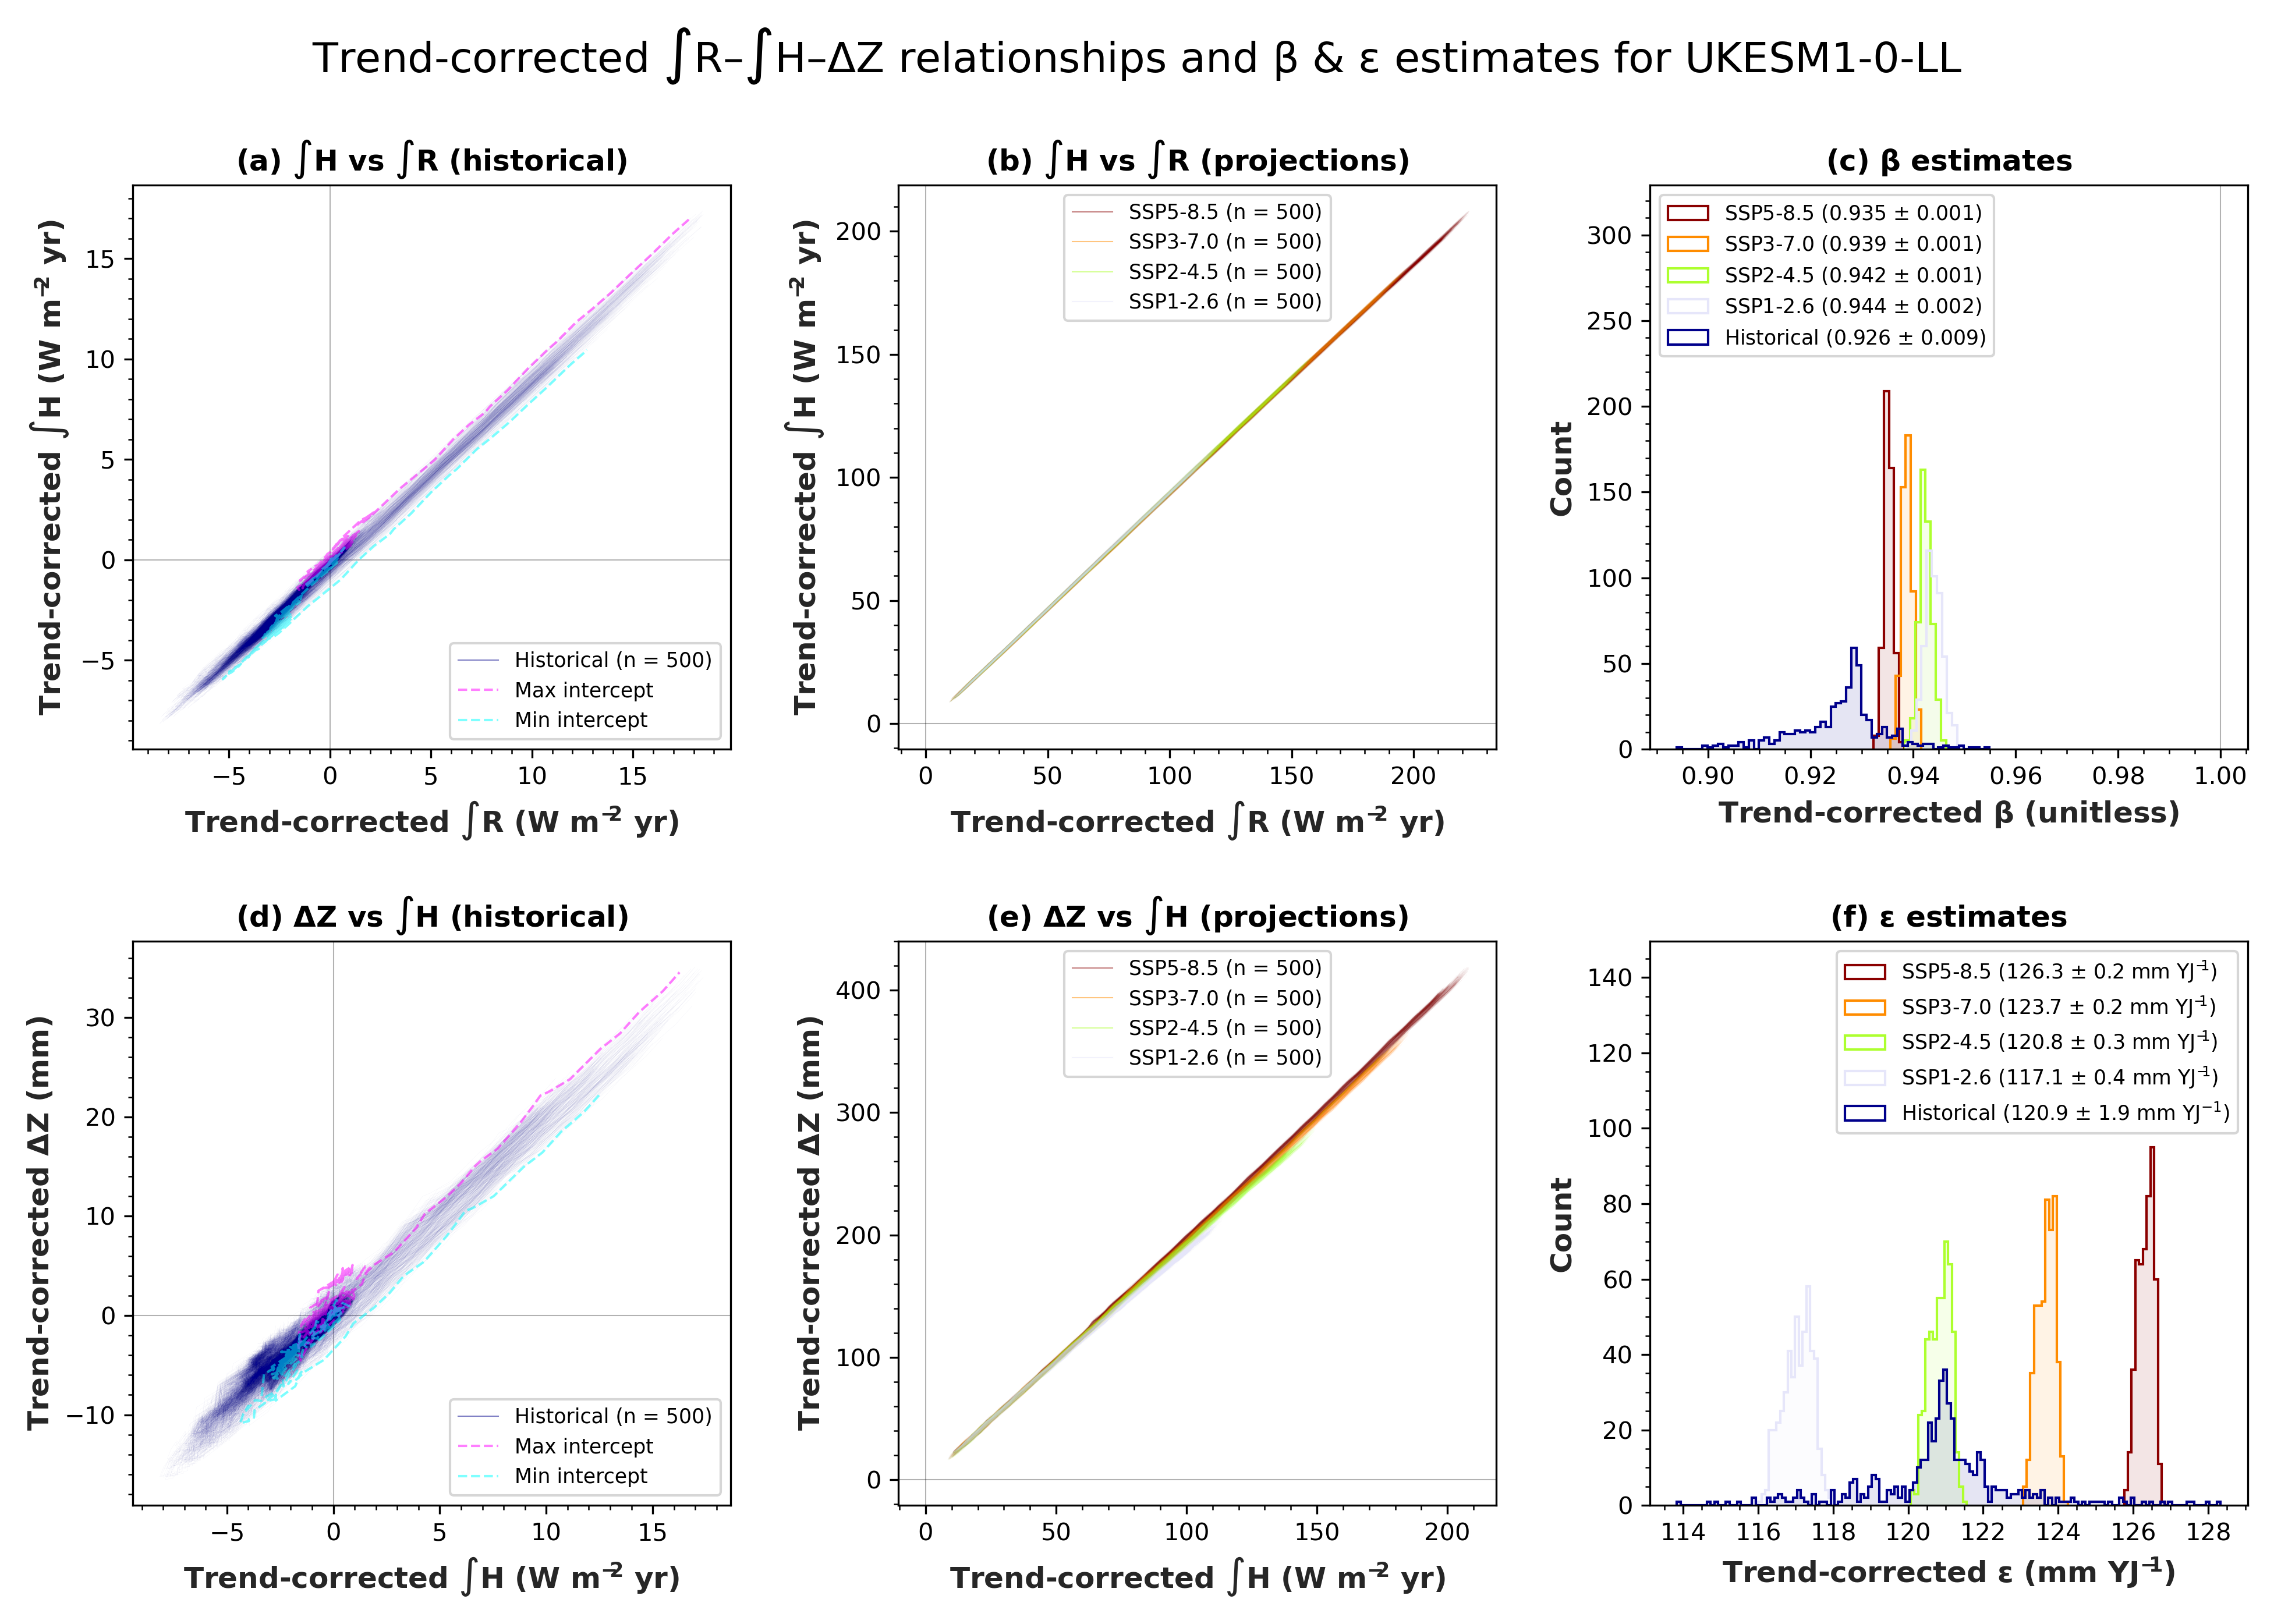 Trend-corrected ∫R–∫H–ΔZ relationships and β & ε estimates for UKESM1-0-LL
(a) ∫H vs ∫R (historical)
Trend-corrected ∫H (W m⁻² yr)
15
10
5
0
−5
Historical (n = 500)
Max intercept
Min intercept
−5 0 5 10 15
Trend-corrected ∫R (W m⁻² yr)
(b) ∫H vs ∫R (projections)
Trend-corrected ∫H (W m⁻² yr)
200
150
100
50
0
SSP5-8.5 (n = 500)
SSP3-7.0 (n = 500)
SSP2-4.5 (n = 500)
SSP1-2.6 (n = 500)
0 50 100 150 200
Trend-corrected ∫R (W m⁻² yr)
(c) β estimates
Count
300
250
200
150
100
50
0
SSP5-8.5 (0.935 ± 0.001)
SSP3-7.0 (0.939 ± 0.001)
SSP2-4.5 (0.942 ± 0.001)
SSP1-2.6 (0.944 ± 0.002)
Historical (0.926 ± 0.009)
0.90 0.92 0.94 0.96 0.98 1.00
Trend-corrected β (unitless)
(d) ΔZ vs ∫H (historical)
Trend-corrected ΔZ (mm)
30
20
10
0
−10
Historical (n = 500)
Max intercept
Min intercept
−5 0 5 10 15
Trend-corrected ∫H (W m⁻² yr)
(e) ΔZ vs ∫H (projections)
Trend-corrected ΔZ (mm)
400
300
200
100
0
SSP5-8.5 (n = 500)
SSP3-7.0 (n = 500)
SSP2-4.5 (n = 500)
SSP1-2.6 (n = 500)
0 50 100 150 200
Trend-corrected ∫H (W m⁻² yr)
(f) ε estimates
Count
140
120
100
80
60
40
20
0
SSP5-8.5 (126.3 ± 0.2 mm YJ⁻¹)
SSP3-7.0 (123.7 ± 0.2 mm YJ⁻¹)
SSP2-4.5 (120.8 ± 0.3 mm YJ⁻¹)
SSP1-2.6 (117.1 ± 0.4 mm YJ⁻¹)
Historical (120.9 ± 1.9 mm YJ⁻¹)
114 116 118 120 122 124 126 128
Trend-corrected ε (mm YJ⁻¹)